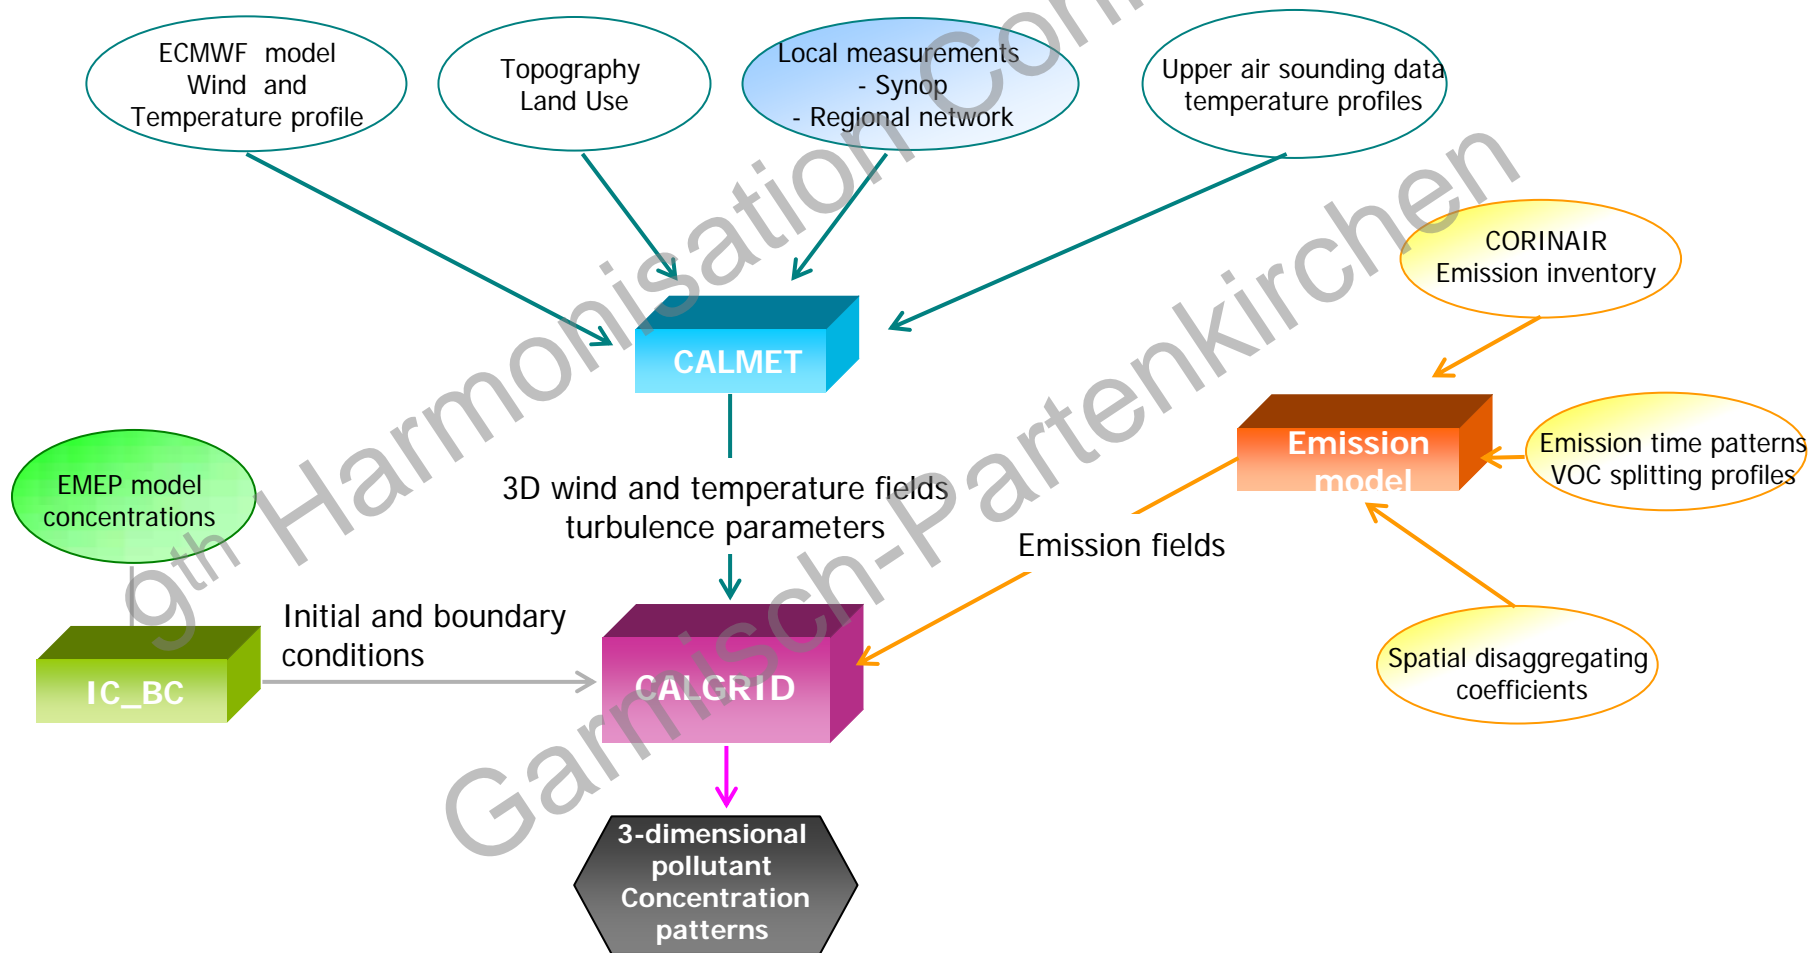 ECMWF model
Wind and
Temperature profile
Topography
Land Use
Local measurements
- Synop
- Regional network
Upper air sounding data
temperature profiles
CORINAIR
Emission inventory
CALMET
Emission
model
Emission time patterns
VOC splitting profiles
EMEP model
concentrations
3D wind and temperature fields
turbulence parameters
Emission fields
Initial and boundary
conditions
IC_BC
CALGRID
Spatial disaggregating
coefficients
3-dimensional
pollutant
Concentration
patterns
9th Harmonisation
Garmisch-Partenkirchen